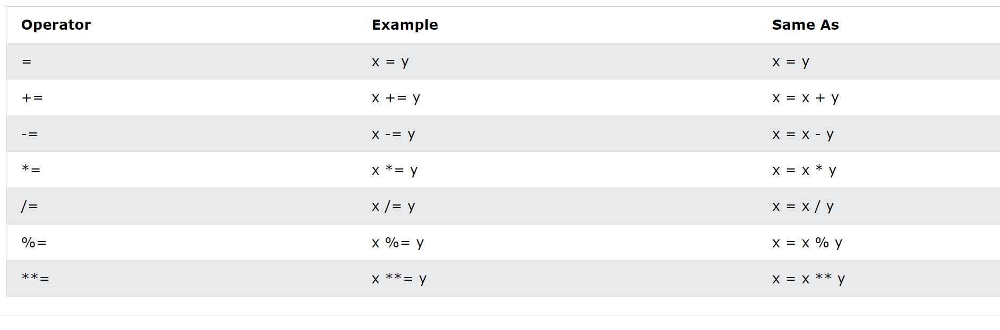 Operator Example Same As
= x = y x = y
+= x += y x = x + y
-= x -= y x = x - y
*= x *= y x = x * y
/= x /= y x = x / y
%= x %= y x = x % y
**= x **= y x = x ** y